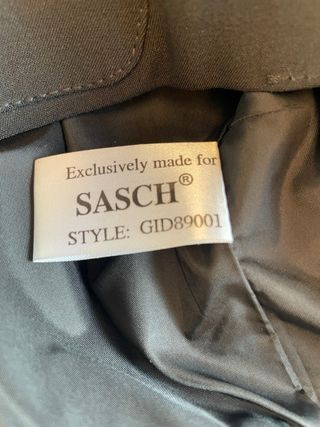 Exclusively made for
SASCH®
STYLE: GID89001